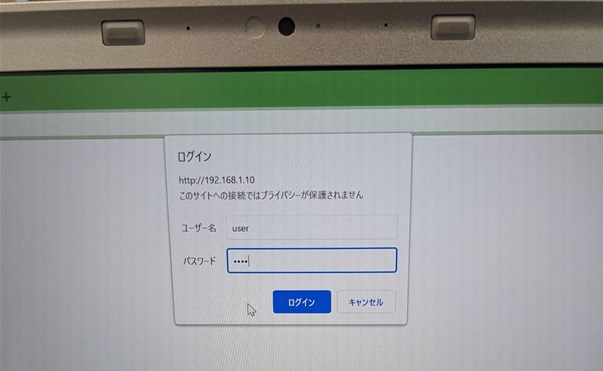 +
ログイン
http://192.168.1.10
このサイトへの接続ではプライバシーが保護されません
ユーザー名 user
パスワード ••••
ログイン キャンセル